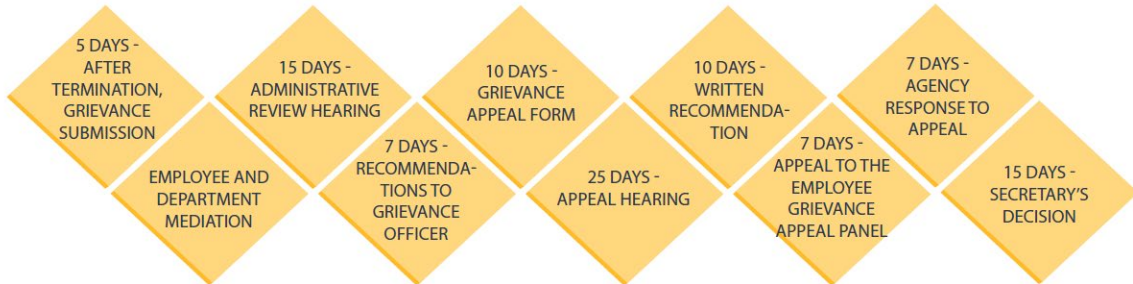 5 DAYS -
AFTER
TERMINATION,
GRIEVANCE
SUBMISSION
EMPLOYEE AND
DEPARTMENT
MEDIATION
15 DAYS -
ADMINISTRATIVE
REVIEW HEARING
7 DAYS -
RECOMMENDA-
TIONS TO
GRIEVANCE
OFFICER
10 DAYS -
GRIEVANCE
APPEAL FORM
25 DAYS -
APPEAL HEARING
10 DAYS -
WRITTEN
RECOMMENDA-
TION
7 DAYS -
APPEAL TO THE
EMPLOYEE
GRIEVANCE
APPEAL PANEL
7 DAYS -
AGENCY
RESPONSE TO
APPEAL
15 DAYS -
SECRETARY'S
DECISION